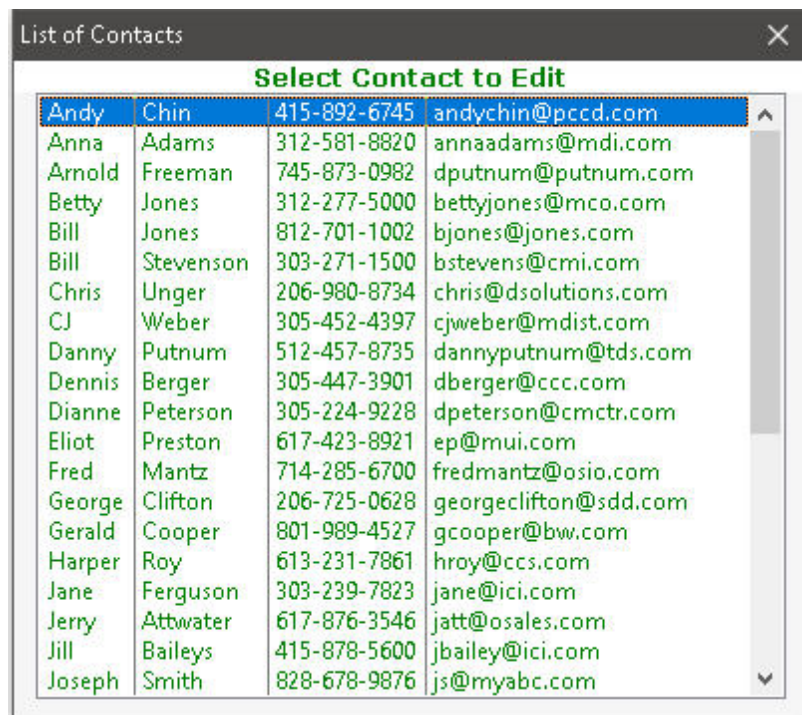 List of Contacts
Select Contact to Edit
Andy Chin 415-892-6745 andychin@pccd.com
Anna Adams 312-581-8820 annaadams@mdi.com
Arnold Freeman 745-873-0982 dputnum@putnum.com
Betty Jones 312-277-5000 bettyjones@mco.com
Bill Jones 812-701-1002 bjones@jones.com
Bill Stevenson 303-271-1500 bstevens@cmi.com
Chris Unger 206-980-8734 chris@dsolutions.com
CJ Weber 305-452-4397 cjweber@mdist.com
Danny Putnum 512-457-8735 dannyputnum@tds.com
Dennis Berger 305-447-3901 dberger@ccc.com
Dianne Peterson 305-224-9228 dpeterson@cmctr.com
Eliot Preston 617-423-8921 ep@mui.com
Fred Mantz 714-285-6700 fredmantz@osio.com
George Clifton 206-725-0628 georgeclifton@sdd.com
Gerald Cooper 801-989-4527 gcooper@bw.com
Harper Roy 613-231-7861 hroy@ccs.com
Jane Ferguson 303-239-7823 jane@ici.com
Jerry Attwater 617-876-3546 jatt@osales.com
Jill Baileys 415-878-5600 jbailey@ici.com
Joseph Smith 828-678-9876 js@myabc.com